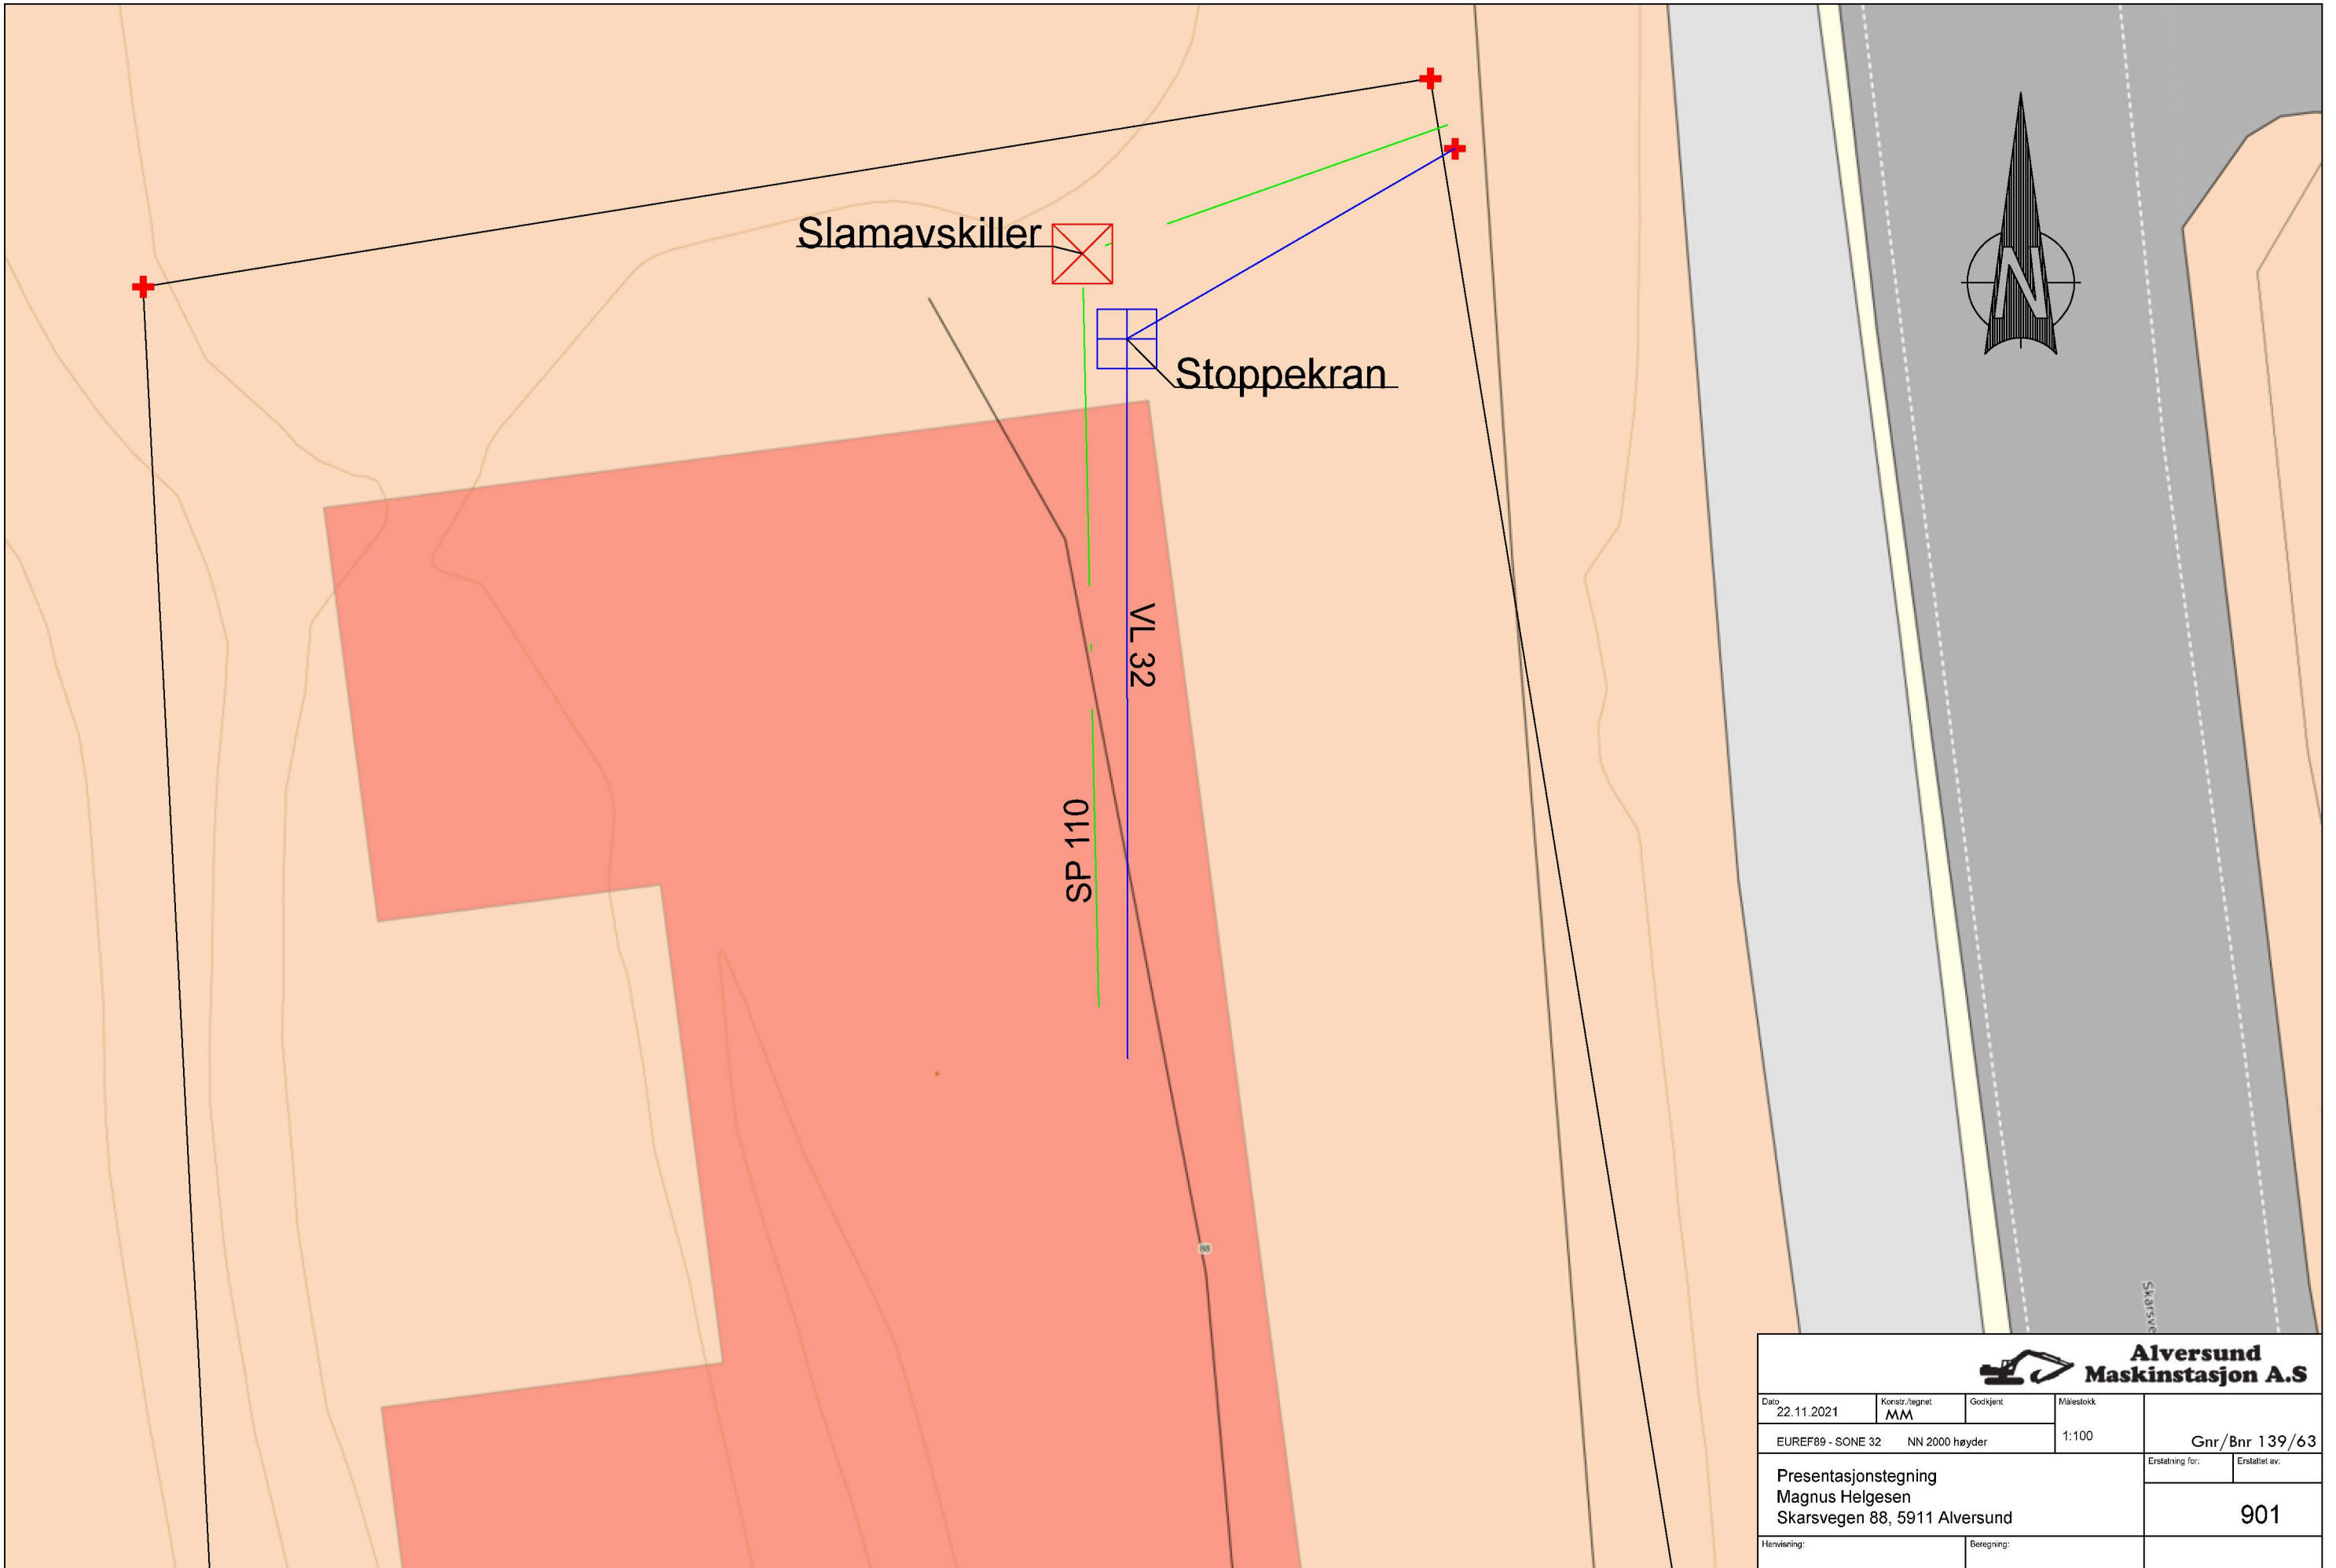 Slamavskiller
Stoppekran
N
VL 32
SP 110
88
Skarsve
Alversund
Maskinstasjon A.S
Dato
22.11.2021
Konstr./tegnet
MM
Godkjent
Målestokk
1:100
EUREF89 - SONE 32 NN 2000 høyder
Gnr/Bnr 139/63
Erstatning for:
Erstattet av:
Presentasjonstegning
Magnus Helgesen
Skarsvegen 88, 5911 Alversund
901
Henvisning:
Beregning: